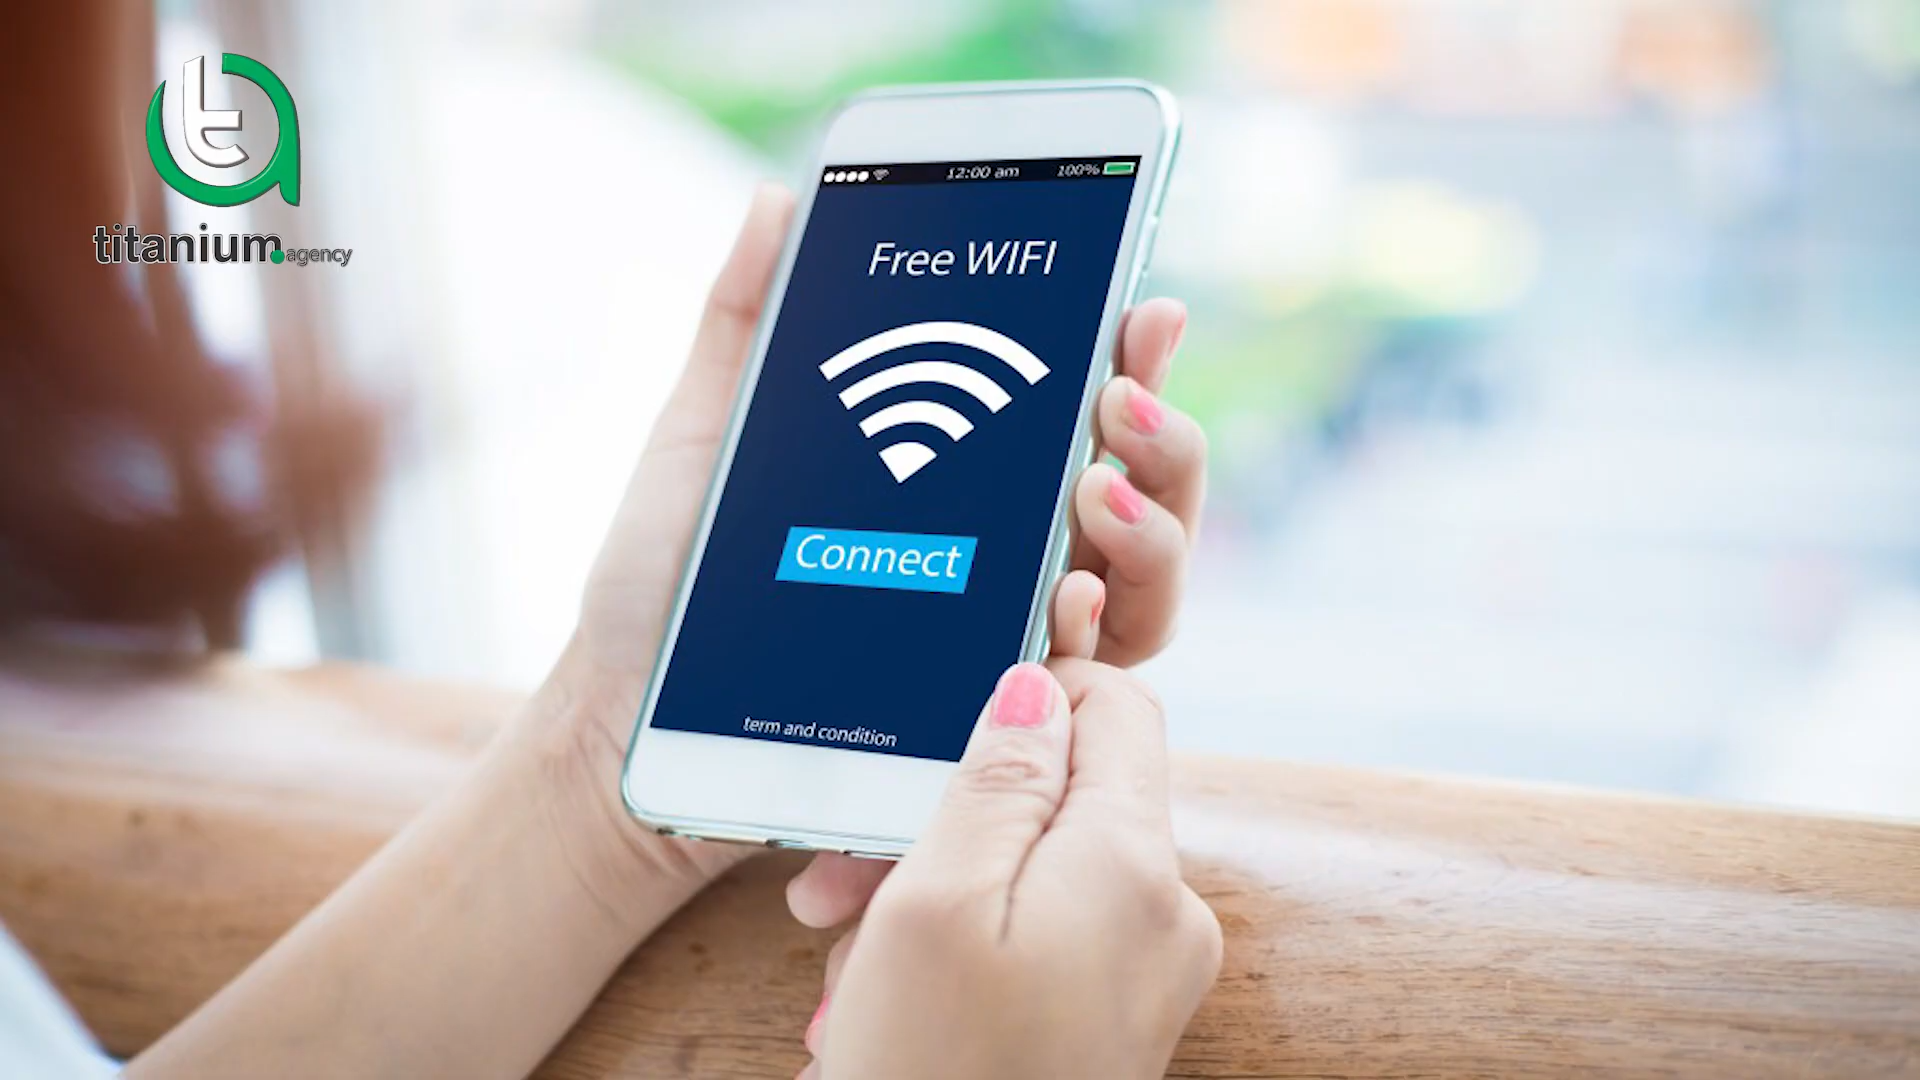 titanium.agency
12:00 am 100%
Free WIFI
Connect
term and condition